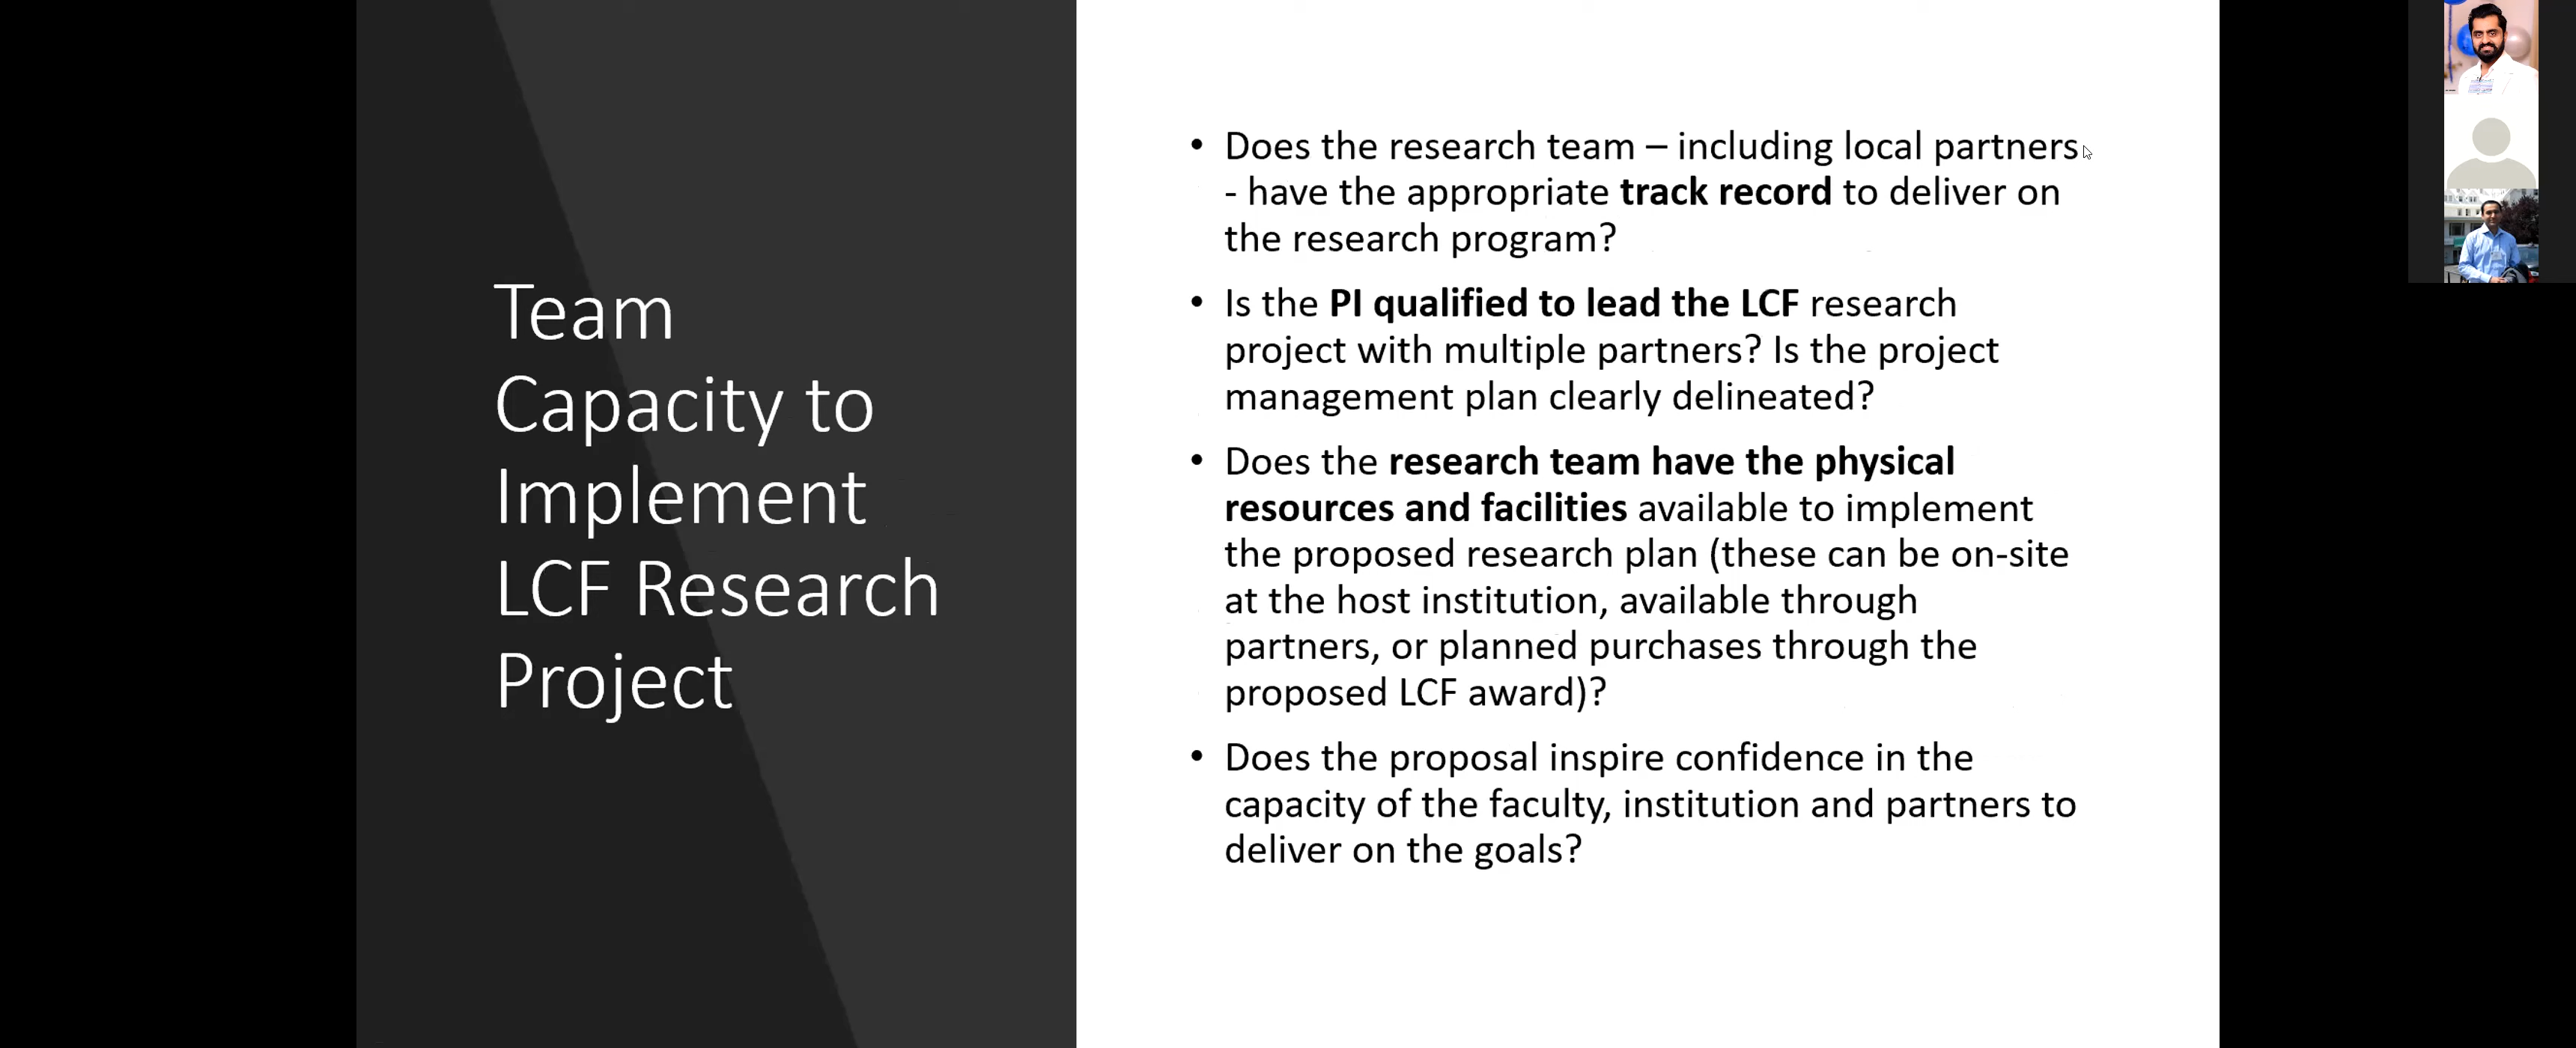 Team
Capacity to
Implement
LCF Research
Project
• Does the research team – including local partners
- have the appropriate track record to deliver on
the research program?
• Is the PI qualified to lead the LCF research
project with multiple partners? Is the project
management plan clearly delineated?
• Does the research team have the physical
resources and facilities available to implement
the proposed research plan (these can be on-site
at the host institution, available through
partners, or planned purchases through the
proposed LCF award)?
• Does the proposal inspire confidence in the
capacity of the faculty, institution and partners to
deliver on the goals?